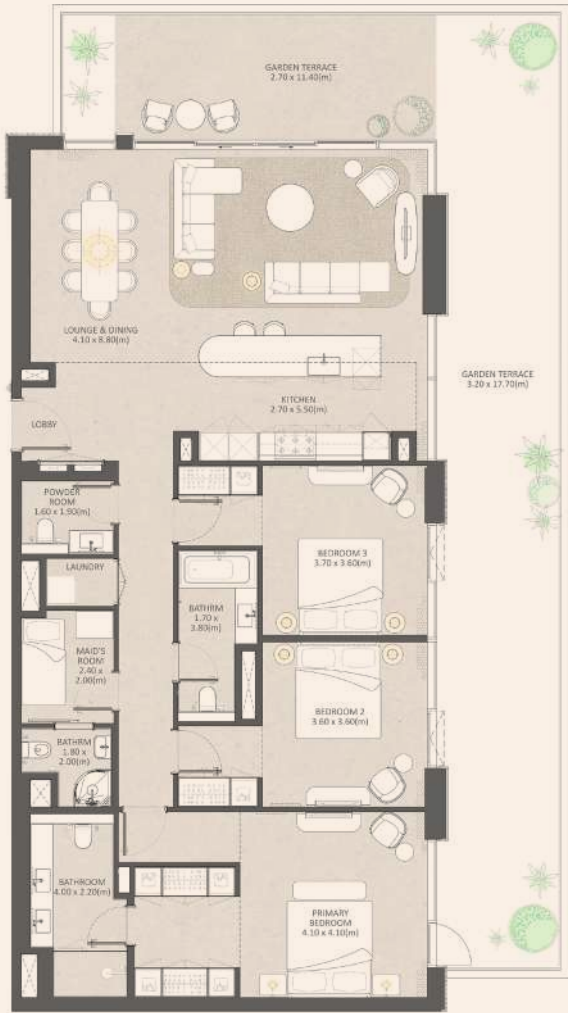 GARDEN TERRACE
2.70 x 11.40(m)
LOUNGE & DINING
4.10 x 8.80(m)
GARDEN TERRACE
3.20 x 17.70(m)
KITCHEN
2.70 x 5.50(m)
LOBBY
POWDER
ROOM
1.60 x 1.90(m)
LAUNDRY
BEDROOM 3
3.70 x 3.60(m)
BATHRM
1.70 x
3.80(m)
MAID'S
ROOM
2.40 x
2.00(m)
BEDROOM 2
3.60 x 3.60(m)
BATHRM
1.80 x
2.00(m)
BATHROOM
4.00 x 2.20(m)
PRIMARY
BEDROOM
4.10 x 4.10(m)